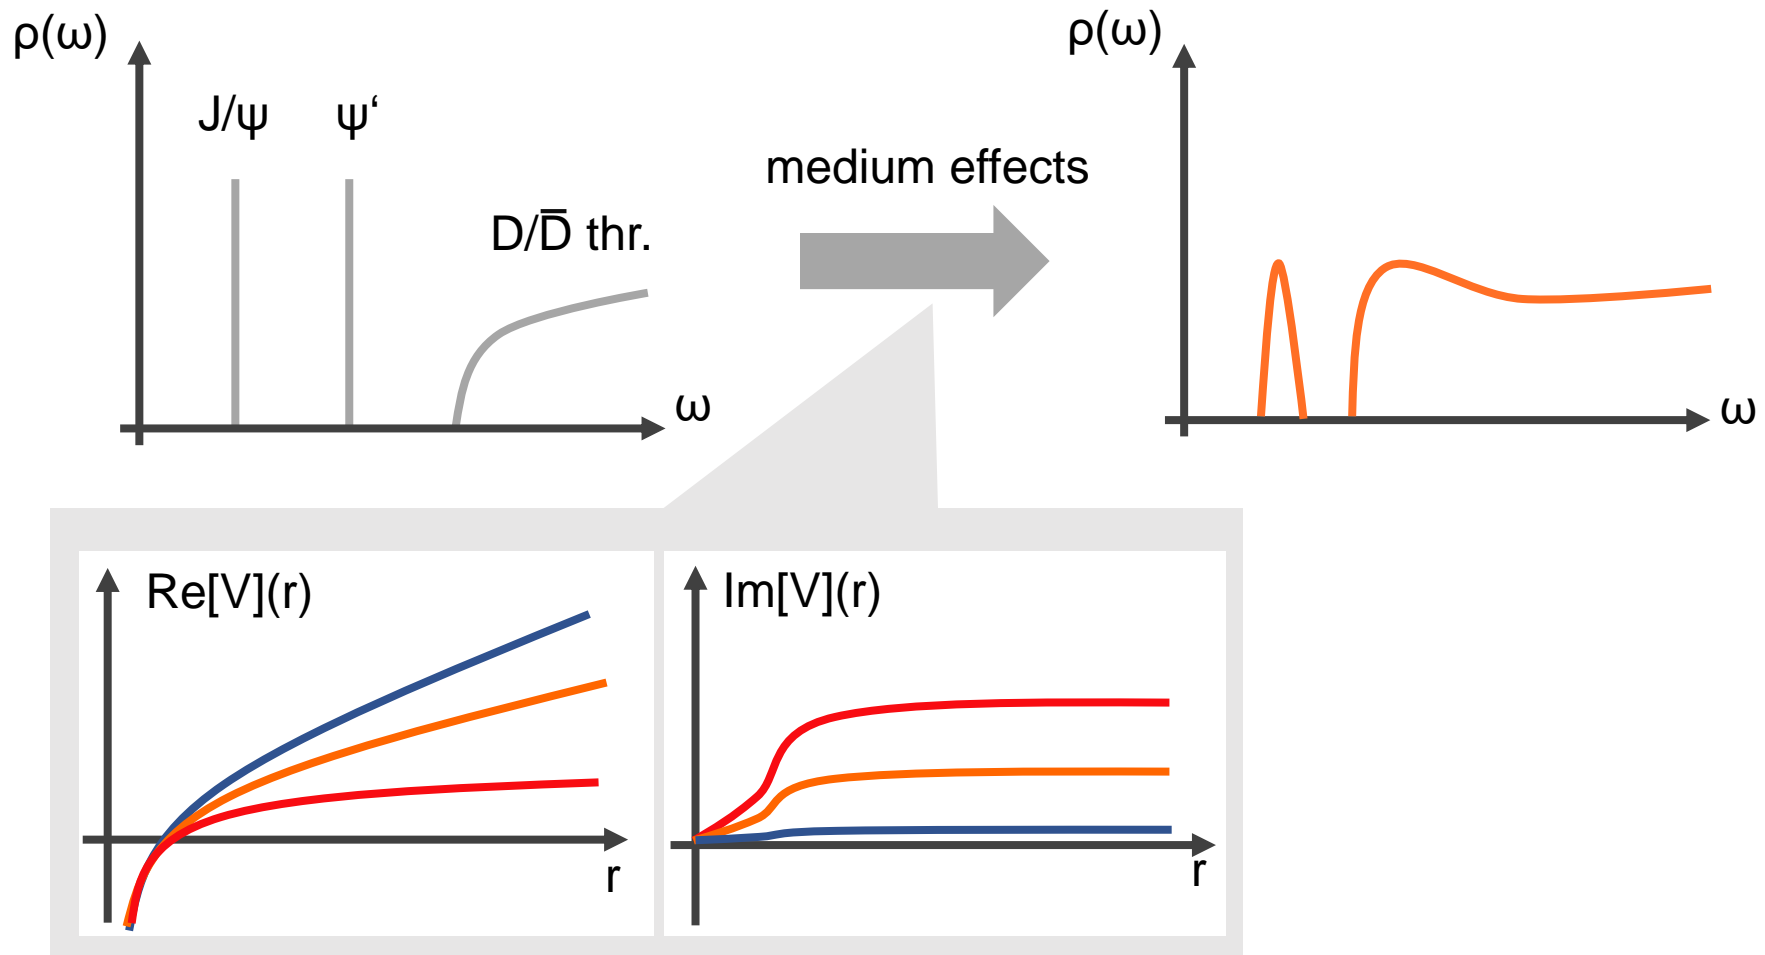 ρ(ω)
J/ψ
ψ‘
D/D̅ thr.
ω
medium effects
ρ(ω)
ω
Re[V](r)
r
Im[V](r)
r